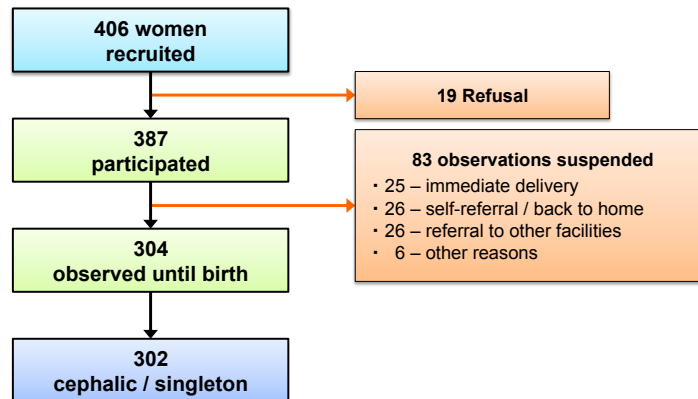 406 women
recruited
19 Refusal
387
participated
83 observations suspended
・25 – immediate delivery
・26 – self-referral / back to home
・26 – referral to other facilities
・ 6 – other reasons
304
observed until birth
302
cephalic / singleton